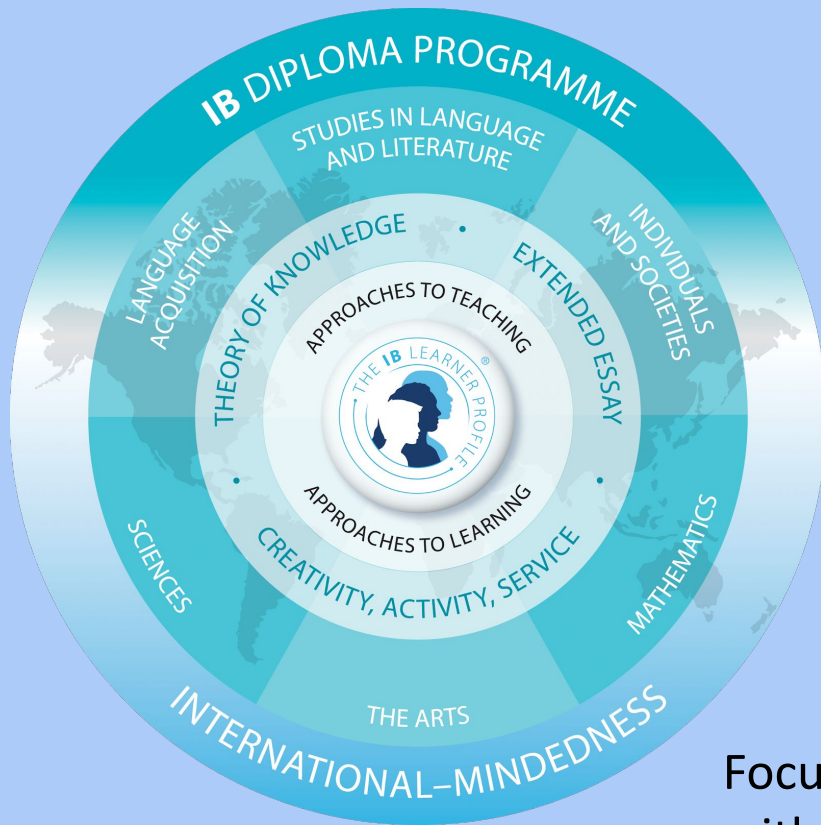 IB DIPLOMA PROGRAMME
STUDIES IN LANGUAGE
AND LITERATURE
LANGUAGE
ACQUISITION
INDIVIDUALS
AND SOCIETIES
THEORY OF KNOWLEDGE
EXTENDED ESSAY
APPROACHES TO TEACHING
THE IB LEARNER PROFILE ®
APPROACHES TO LEARNING
CREATIVITY, ACTIVITY, SERVICE
SCIENCES
MATHEMATICS
THE ARTS
INTERNATIONAL–MINDEDNESS
Focu